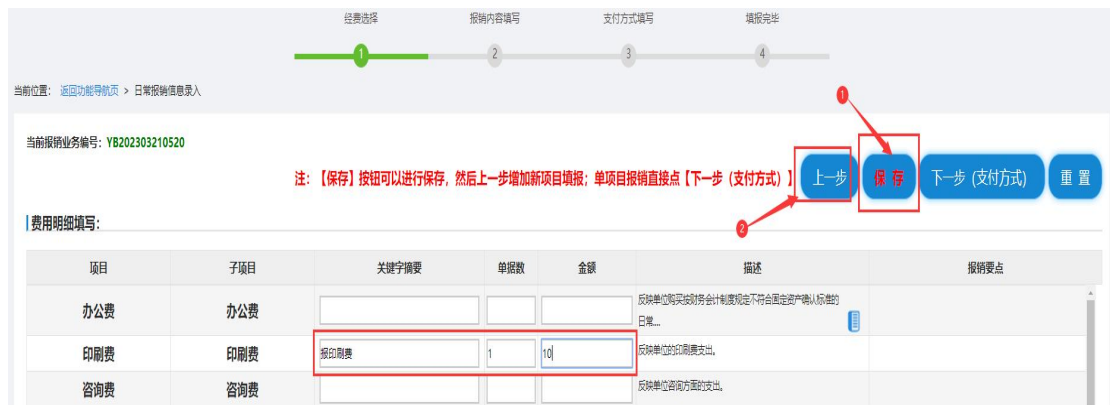 经费选择 报销内容填写 支付方式填写 填报完毕
1 2 3 4
当前位置： 返回功能导航页 > 日常报销信息录入
1
当前报销业务编号：YB202303210520
注：【保存】按钮可以进行保存，然后上一步增加新项目填报；单项目报销直接点【下一步（支付方式）】 上一步 保 存 下一步 (支付方式) 重 置
2
费用明细填写：
项目 子项目 关键字摘要 单据数 金额 描述 报销要点
办公费 办公费 反映单位购买按财务会计制度规定不符合固定资产确认标准的
日常...
印刷费 印刷费 报印刷费 1 10 反映单位的印刷费支出。
咨询费 咨询费 反映单位咨询方面的支出。